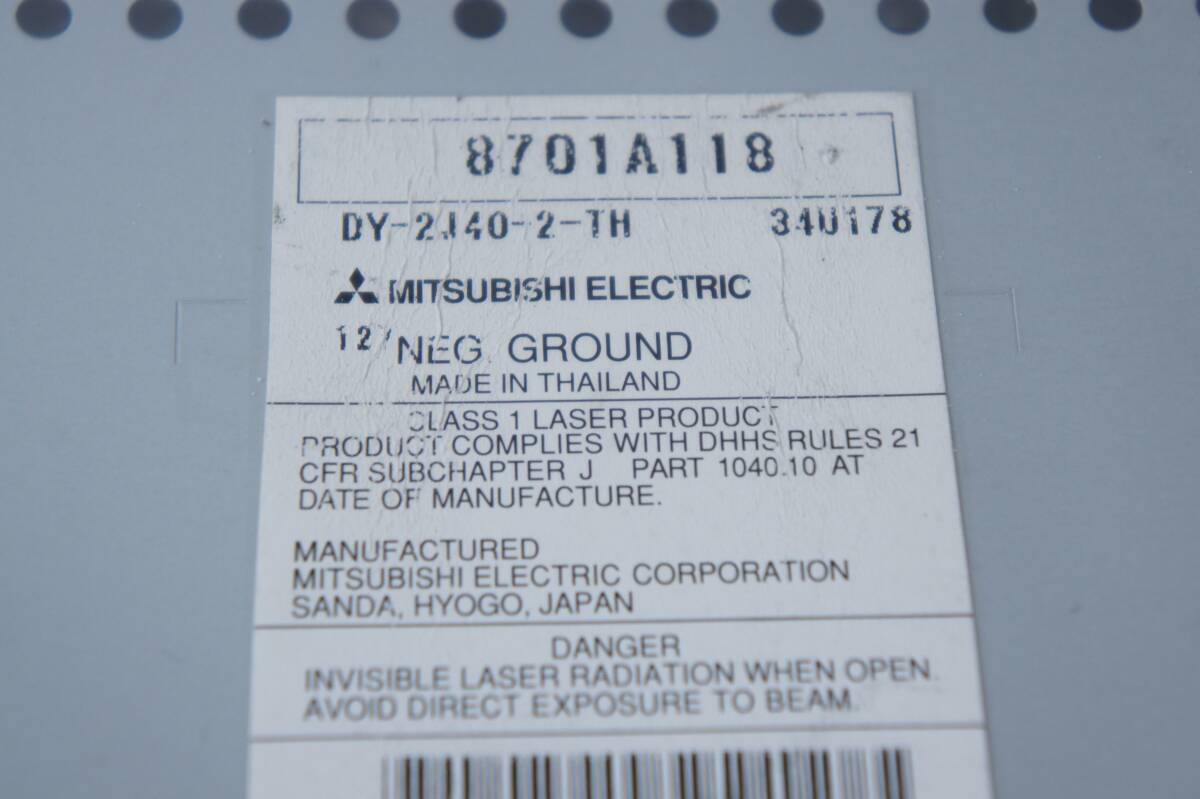 8701A118
DY-2J40-2-TH 34U178
MITSUBISHI ELECTRIC
12V NEG. GROUND
MADE IN THAILAND
CLASS 1 LASER PRODUCT
PRODUCT COMPLIES WITH DHHS RULES 21
CFR SUBCHAPTER J PART 1040.10 AT
DATE OF MANUFACTURE.
MANUFACTURED
MITSUBISHI ELECTRIC CORPORATION
SANDA, HYOGO, JAPAN
DANGER
INVISIBLE LASER RADIATION WHEN OPEN.
AVOID DIRECT EXPOSURE TO BEAM.